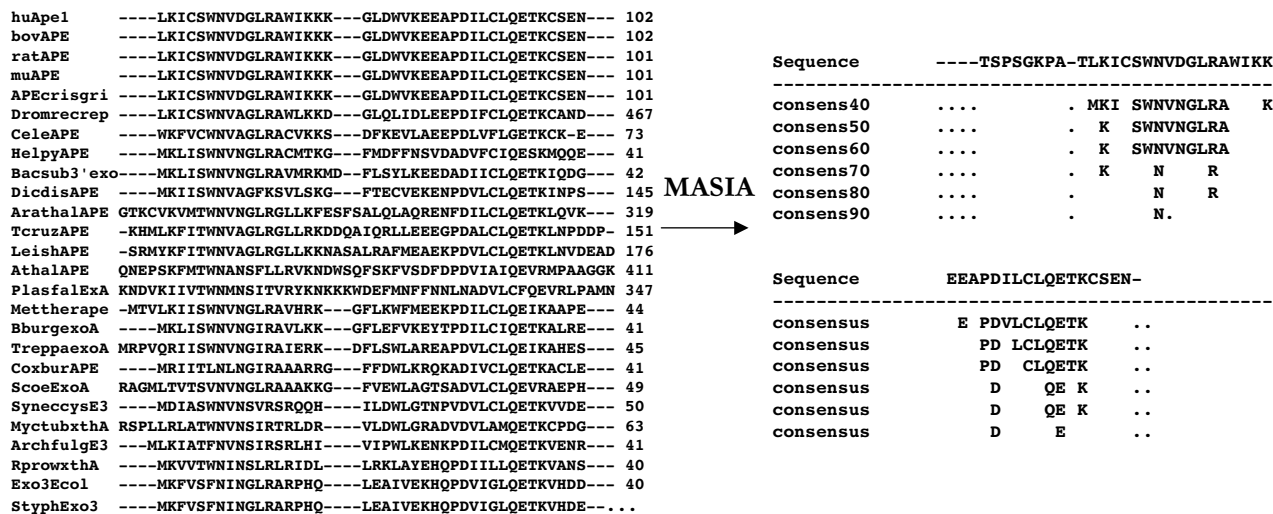 huApe1 ----LKICSWNVDGLRAWIKKK---GLDWVKEEAPDILCLQETKCSEN--- 102
bovAPE ----LKICSWNVDGLRAWIKKK---GLDWVKEEAPDILCLQETKCSEN--- 102
ratAPE ----LKICSWNVDGLRAWIKKK---GLDWVKEEAPDILCLQETKCSEN--- 101
muAPE ----LKICSWNVDGLRAWIKKK---GLDWVKEEAPDILCLQETKCSEN--- 101
APEcrisgri ----LKICSWNVDGLRAWIKKK---GLDWVKEEAPDILCLQETKCSEN--- 101
Dromrecrep ----LKICSWNVAGLRAWLKKD---GLQLIDLEEPDIFCLQETKCAND--- 467
CeleAPE ----WKFVCWNVAGLRACVKKS---DFKEVLAEEPDLVFLGETKCK-E--- 73
HelpyAPE ----MKLISWNVNGLRACMTKG---FMDFFNSVDADVFCIQESKMQQE--- 41
Bacsub3'exo----MKLISWNVNGLRAVMRKMD--FLSYLKEEDADIICLQETKIQDG--- 42
DicdisAPE ----MKIISWNVAGFKSVLSKG---FTECVEKENPDVLCLQETKINPS--- 145
ArathalAPE GTKCVKVMTWNVNGLRGLLKFESFSALQLAQRENFDILCLQETKLQVK--- 319
TcruzAPE -KHMLKFITWNVAGLRGLLRKDDQAIQRLLEEEGPDALCLQETKLNPDDP- 151
LeishAPE -SRMYKFITWNVAGLRGLLKKNASALRAFMEAEKPDVLCLQETKLNVDEAD 176
AthalAPE QNEPSKFMTWNANSFLLRVKNDWSQFSKFVSDFDPDVIAIQEVRMPAAGGK 411
PlasfalExA KNDVKIIVTWNMNSITVRYKNKKKWDEFMNFFNNLNADVLCFQEVRLPAMN 347
Mettherape -MTVLKIISWNVNGLRAVHRK---GFLKWFMEEKPDILCLQEIKAAPE--- 44
BburgexoA ----MKLISWNVNGIRAVLKK---GFLEFVKEYTPDILCIQETKALRE--- 41
TreppaexoA MRPVQRIISWNVNGIRAIERK---DFLSWLAREAPDVLCLQEIKAHES--- 45
CoxburAPE ----MRIITLNLNGIRAAARRG---FFDWLKRQKADIVCLQETKACLE--- 41
ScoeExoA RAGMLTVTSVNVNGLRAAAKKG---FVEWLAGTSADVLCLQEVRAEPH--- 49
SyneccysE3 ----MDIASWNVNSVRSRQQH----ILDWLGTNPVDVLCLQETKVVDE--- 50
MyctubxthA RSPLLRLATWNVNSIRTRLDR----VLDWLGRADVDVLAMQETKCPDG--- 63
ArchfulgE3 ---MLKIATFNVNSIRSRLHI----VIPWLKENKPDILCMQETKVENR--- 41
RprowxthA ----MKVVTWNINSLRLRIDL----LRKLAYEHQPDIILLQETKVANS--- 40
Exo3Ecol ----MKFVSFNINGLRARPHQ----LEAIVEKHQPDVIGLQETKVHDD--- 40
StyphExo3 ----MKFVSFNINGLRARPHQ----LEAIVEKHQPDVIGLQETKVHDE--...
MASIA
Sequence ----TSPSGKPA-TLKICSWNVDGLRAWIKK
---------------------------------------------
consens40 .... . MKI SWNVNGLRA K
consens50 .... . K SWNVNGLRA
consens60 .... . K SWNVNGLRA
consens70 .... . K N R
consens80 .... . N R
consens90 .... . N.
Sequence EEAPDILCLQETKCSEN-
---------------------------------------------
consensus E PDVLCLQETK ..
consensus PD LCLQETK ..
consensus PD CLQETK ..
consensus D QE K ..
consensus D QE K ..
consensus D E ..